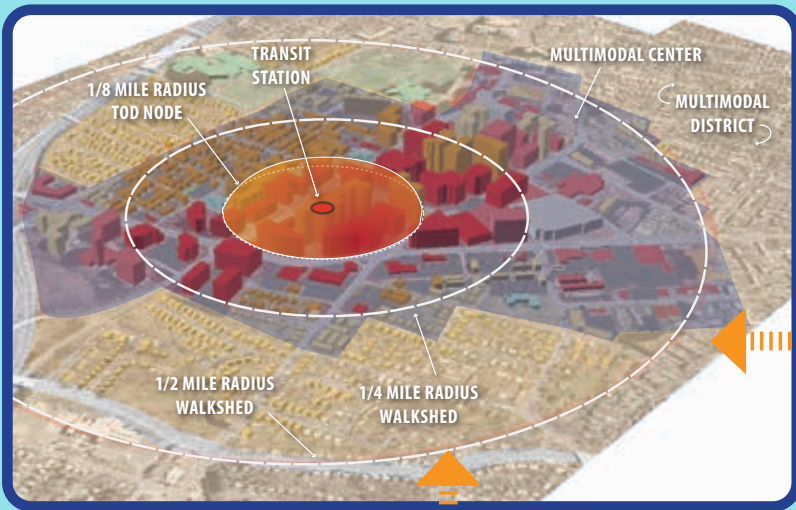 TRANSIT
STATION
MULTIMODAL CENTER
1/8 MILE RADIUS
TOD NODE
MULTIMODAL
DISTRICT
1/2 MILE RADIUS
WALKSHED
1/4 MILE RADIUS
WALKSHED